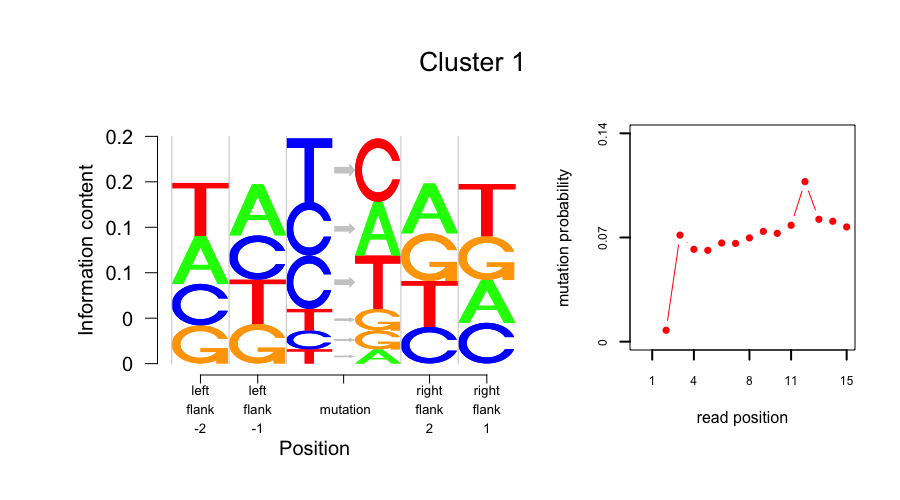 Cluster 1
Information content
0.2
0.2
0.1
0.1
0
0
T A C G
A C T G
T C C T C T
C A T G G A
A G T C
T G A C
left flank -2
left flank -1
mutation
right flank 2
right flank 1
Position
mutation probability
0.14
0.07
0
1 4 8 11 15
read position